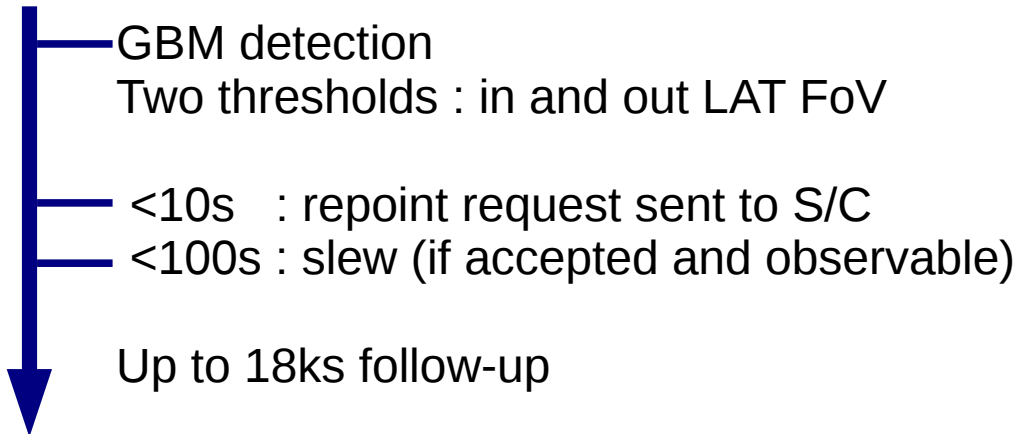 GBM detection
Two thresholds : in and out LAT FoV
<10s : repoint request sent to S/C
<100s : slew (if accepted and observable)
Up to 18ks follow-up